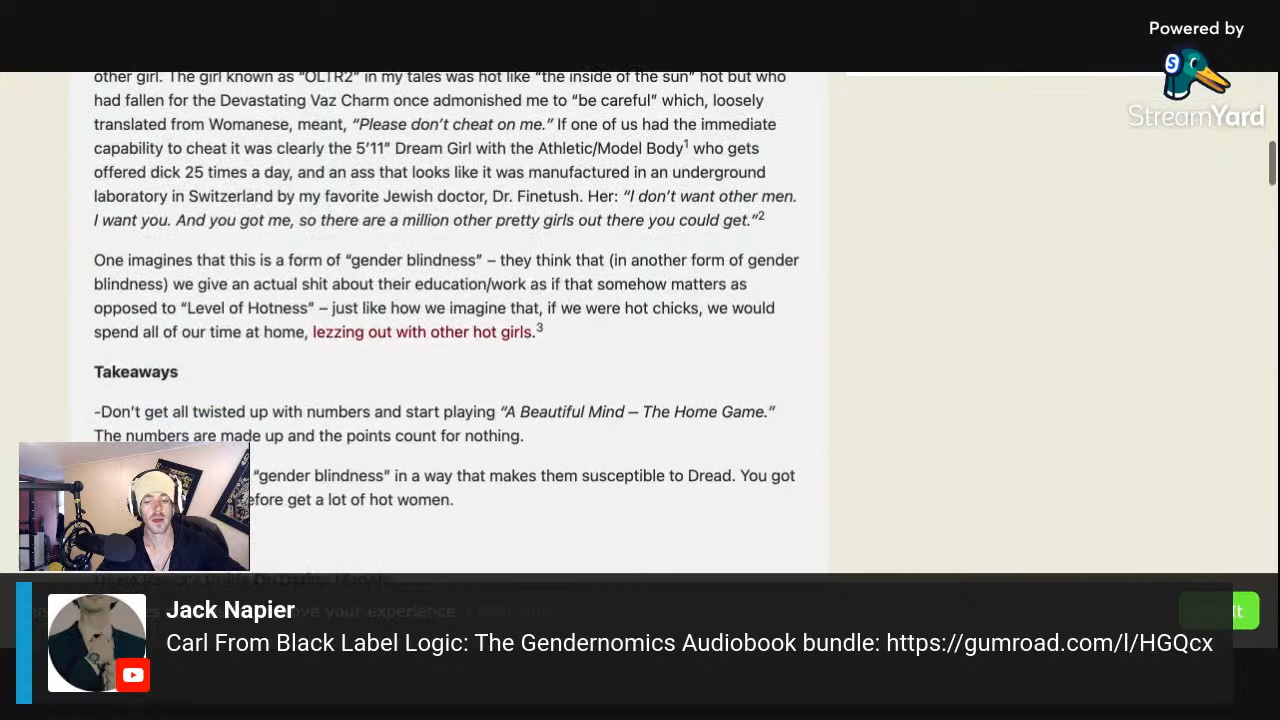 Powered by
StreamYard
other girl. The girl known as “OLTR2” in my tales was hot like “the inside of the sun” hot but who
had fallen for the Devastating Vaz Charm once admonished me to “be careful” which, loosely
translated from Womanese, meant, “Please don’t cheat on me.” If one of us had the immediate
capability to cheat it was clearly the 5’11” Dream Girl with the Athletic/Model Body1 who gets
offered dick 25 times a day, and an ass that looks like it was manufactured in an underground
laboratory in Switzerland by my favorite Jewish doctor, Dr. Finetush. Her: “I don’t want other men.
I want you. And you got me, so there are a million other pretty girls out there you could get.”2
One imagines that this is a form of “gender blindness” – they think that (in another form of gender
blindness) we give an actual shit about their education/work as if that somehow matters as
opposed to “Level of Hotness” – just like how we imagine that, if we were hot chicks, we would
spend all of our time at home, lezzing out with other hot girls.3
Takeaways
-Don’t get all twisted up with numbers and start playing “A Beautiful Mind – The Home Game.”
The numbers are made up and the points count for nothing.
“gender blindness” in a way that makes them susceptible to Dread. You got
get a lot of hot women.
your experience
Jack Napier
Carl From Black Label Logic: The Gendernomics Audiobook bundle: https://gumroad.com/l/HGQcx